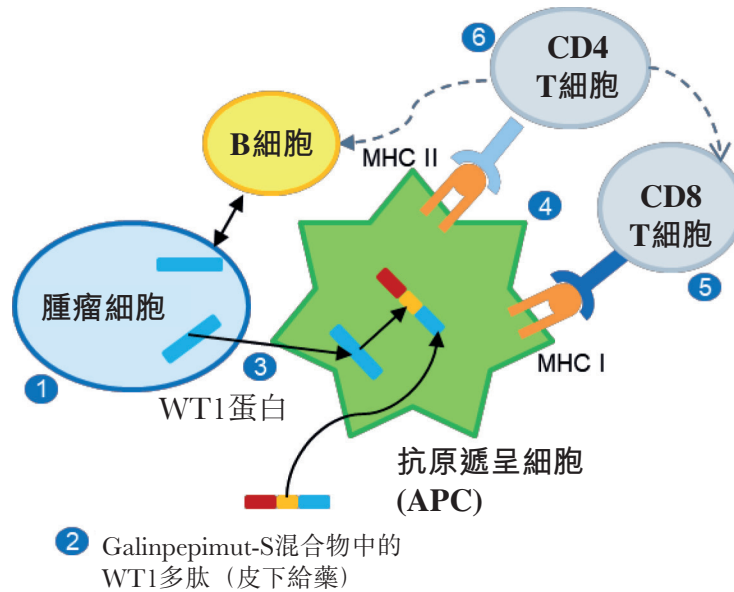 6
CD4
T細胞
B細胞
MHC II
4
CD8
T細胞
5
腫瘤細胞
MHC I
1
3
WT1蛋白
抗原遞呈細胞
(APC)
2 Galinpepimut-S混合物中的
WT1多肽（皮下給藥）